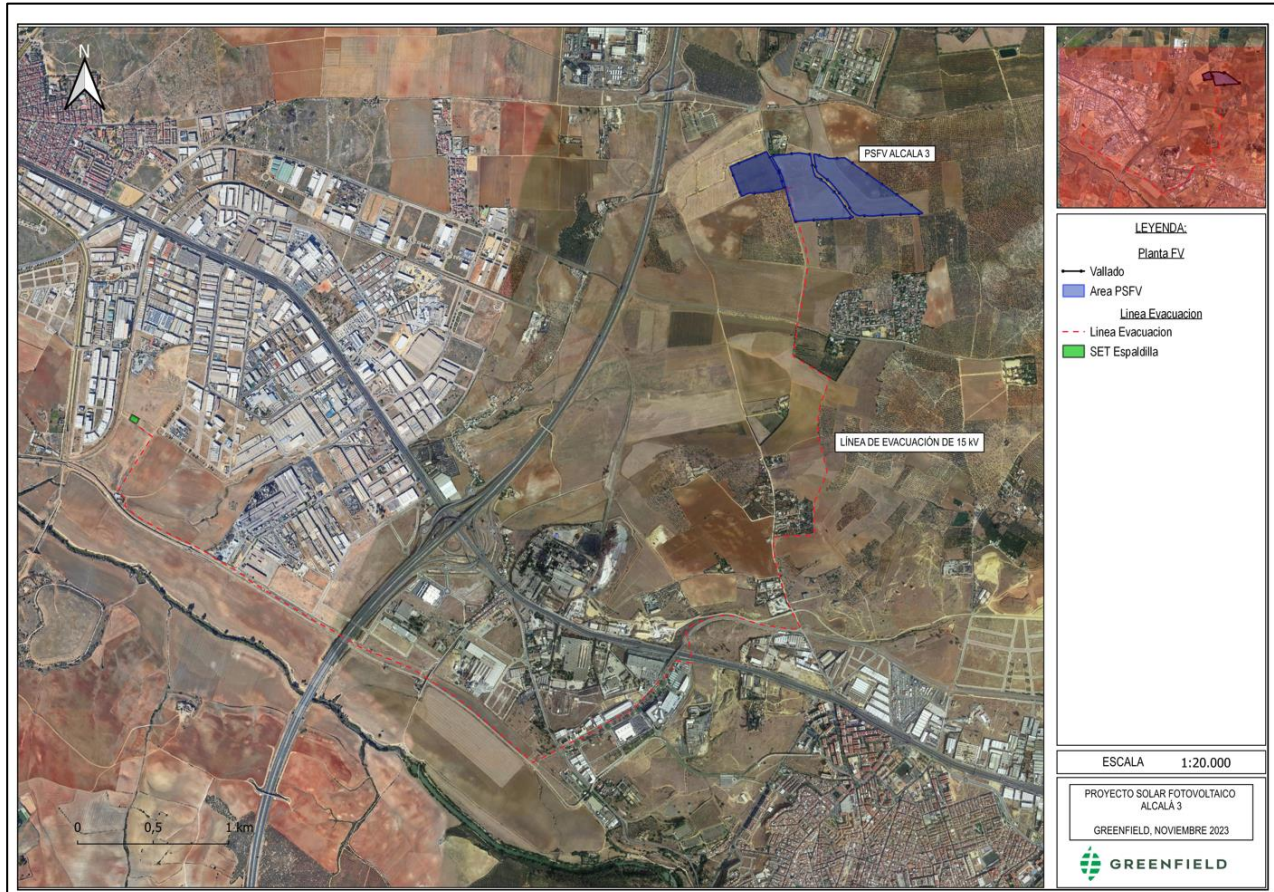 N
PSFV ALCALA 3
LÍNEA DE EVACUACIÓN DE 15 kV
0 0,5 1 km
LEYENDA:
Planta FV
Vallado
Area PSFV
Linea Evacuacion
Linea Evacuacion
SET Espaldilla
ESCALA 1:20.000
PROYECTO SOLAR FOTOVOLTAICO
ALCALÁ 3
GREENFIELD, NOVIEMBRE 2023
GREENFIELD